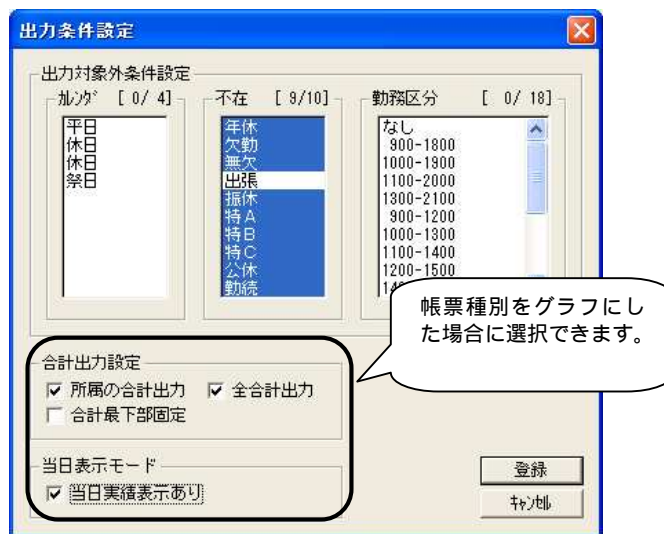 出力条件設定
出力対象外条件設定
ｶﾚﾝﾀﾞ [ 0/ 4]
平日
休日
休日
祭日
不在 [ 9/10]
年休
欠勤
無欠
出張
振休
特A
特B
特C
公休
勤続
勤務区分 [ 0/ 18]
なし
900-1800
1000-1900
1100-2000
1300-2100
900-1200
1000-1300
1100-1400
1200-1500
帳票種別をグラフにし
た場合に選択できます。
合計出力設定
所属の合計出力 全合計出力
合計最下部固定
当日表示モード
当日実績表示あり
登録
ｷｬﾝｾﾙ